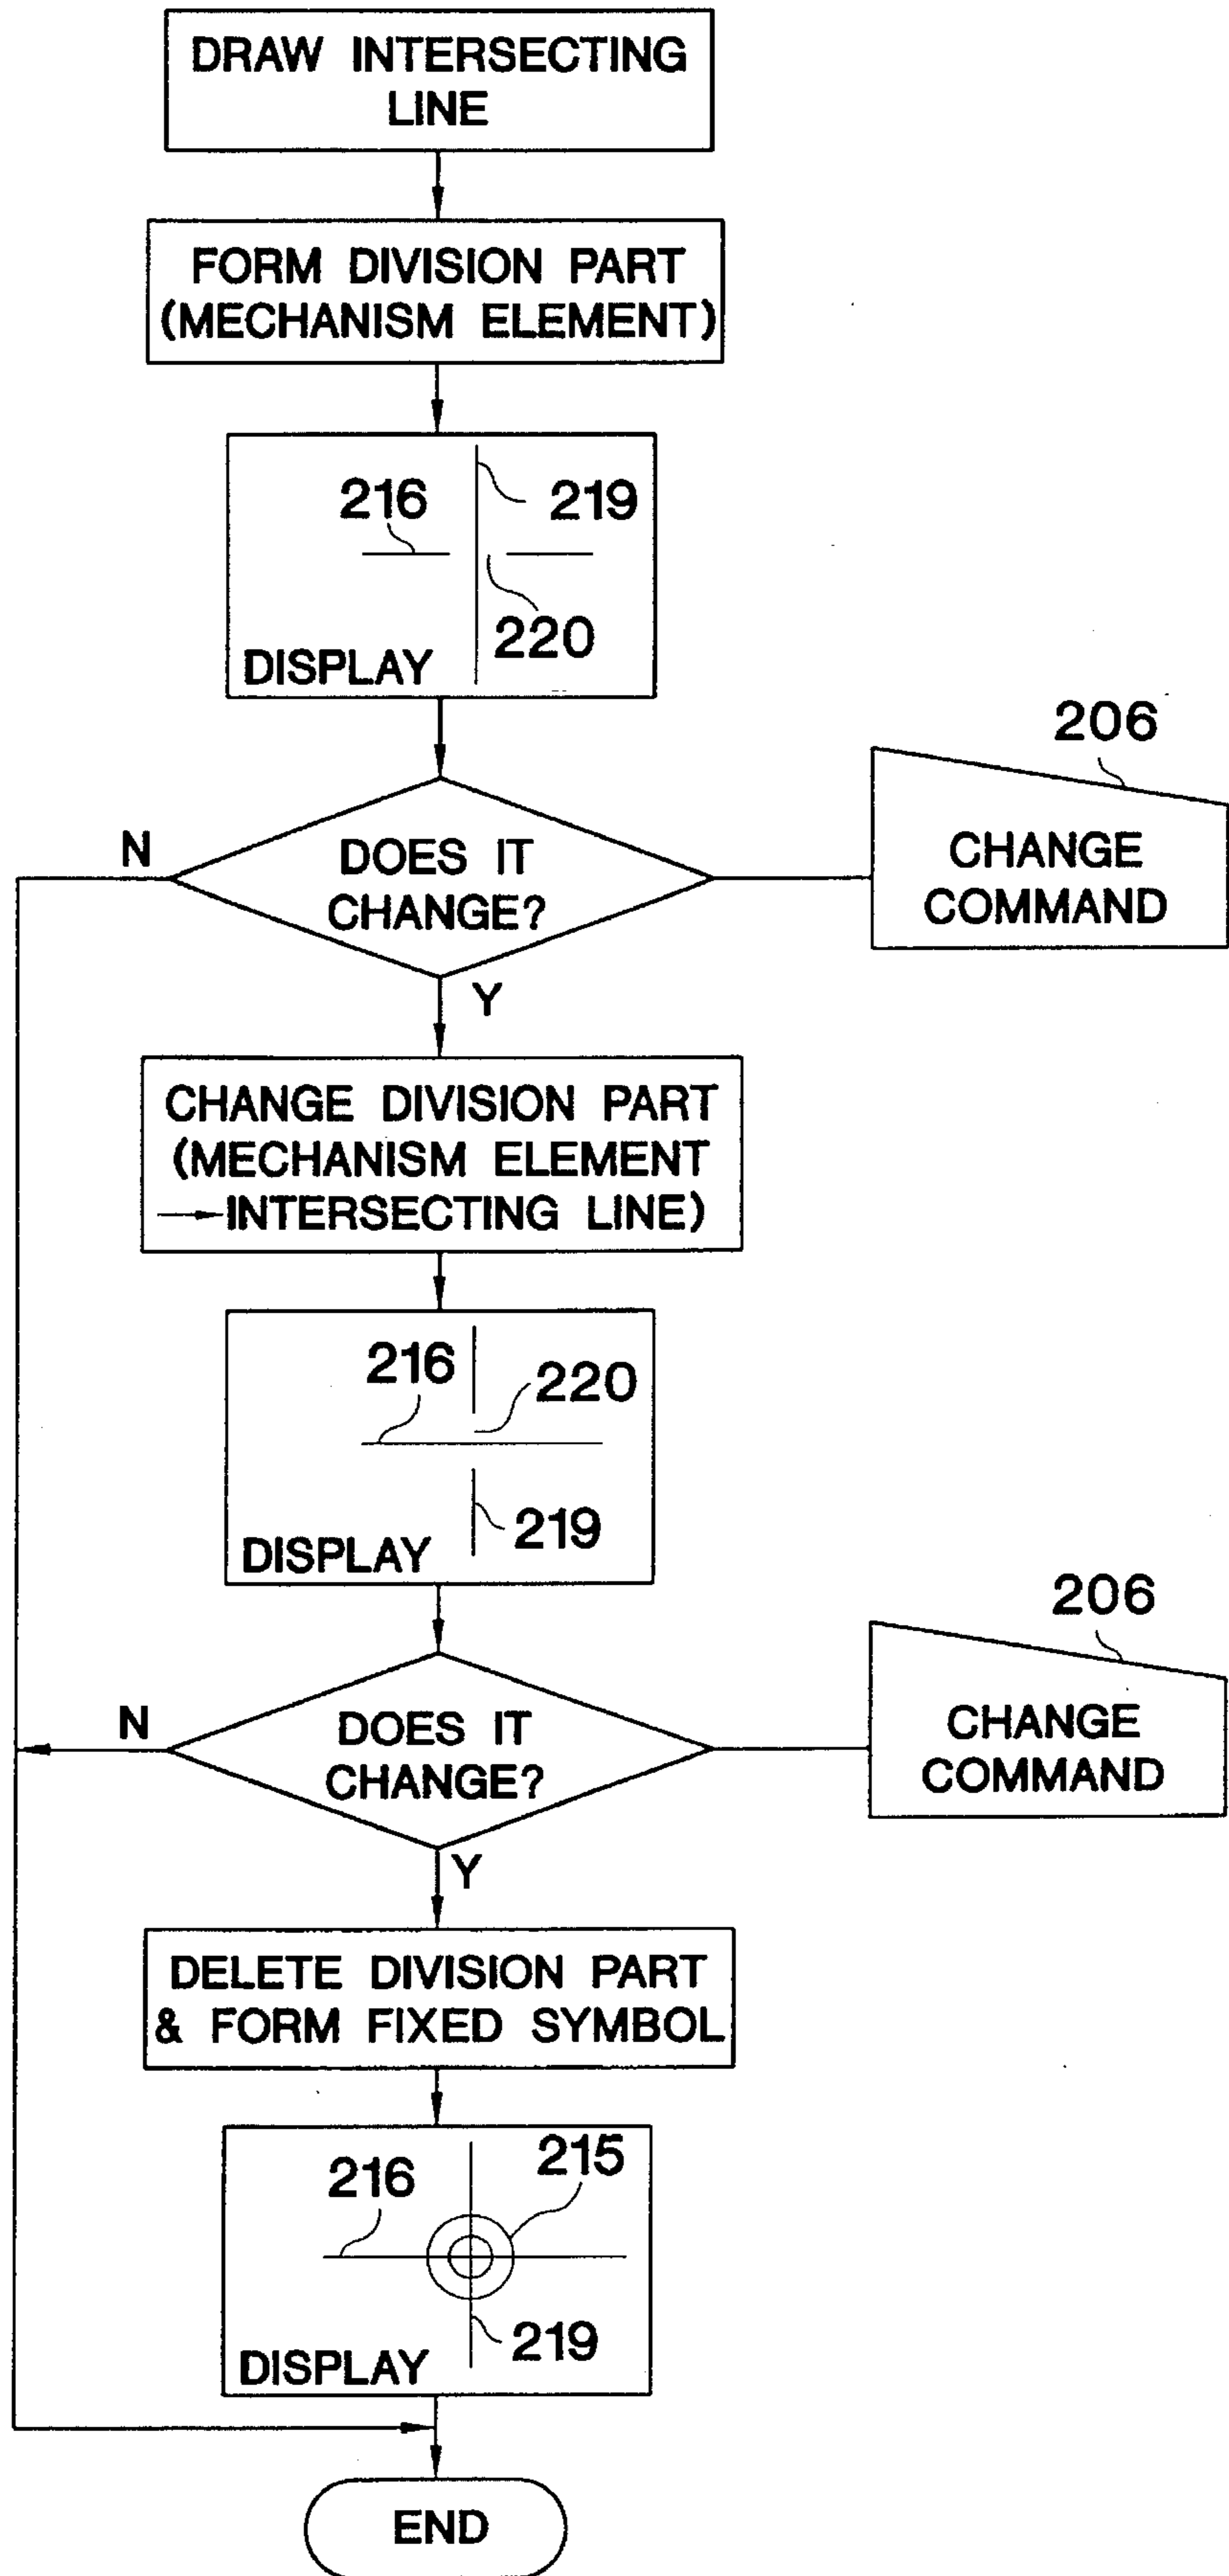 DRAW INTERSECTING
LINE
FORM DIVISION PART
(MECHANISM ELEMENT)
216
219
220
DISPLAY
206
N
DOES IT
CHANGE?
CHANGE
COMMAND
Y
CHANGE DIVISION PART
(MECHANISM ELEMENT
→INTERSECTING LINE)
216
220
219
DISPLAY
206
N
DOES IT
CHANGE?
CHANGE
COMMAND
Y
DELETE DIVISION PART
& FORM FIXED SYMBOL
215
216
219
DISPLAY
END